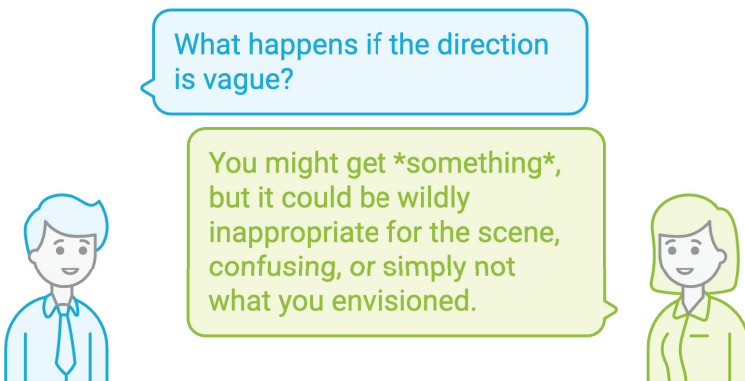 What happens if the direction
is vague?
You might get *something*,
but it could be wildly
inappropriate for the scene,
confusing, or simply not
what you envisioned.